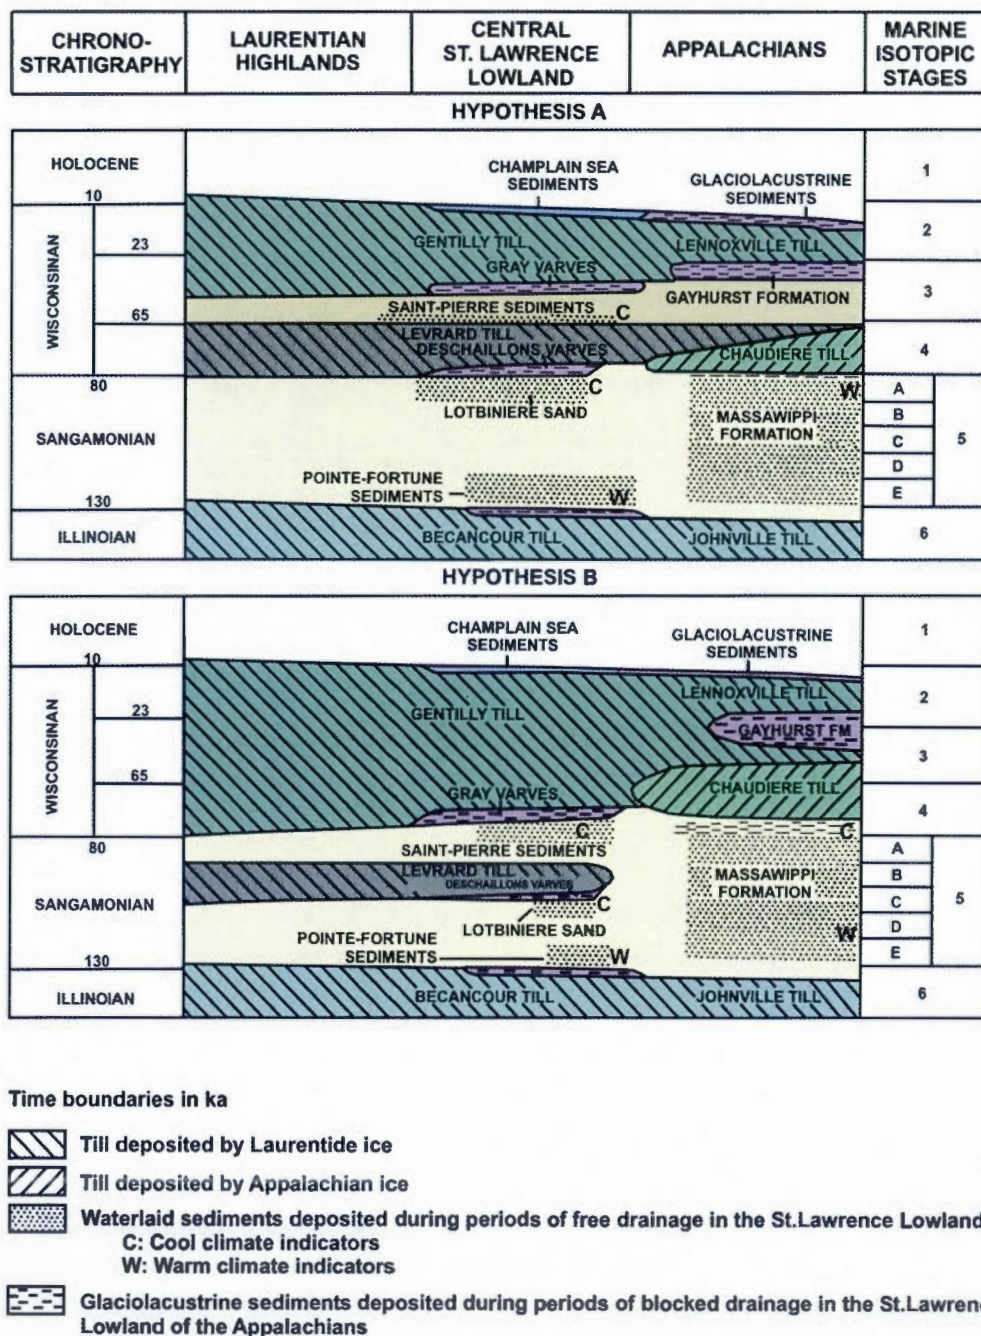 CHRONO-
STRATIGRAPHY
LAURENTIAN
HIGHLANDS
CENTRAL
ST. LAWRENCE
LOWLAND
APPALACHIANS
MARINE
ISOTOPIC
STAGES
HYPOTHESIS A
HOLOCENE
10
WISCONSINAN
23
65
80
SANGAMONIAN
130
ILLINOIAN
CHAMPLAIN SEA
SEDIMENTS
GLACIOLACUSTRINE
SEDIMENTS
GENTILLY TILL
LENNOXVILLE TILL
GRAY VARVES
GAYHURST FORMATION
SAINT-PIERRE SEDIMENTS
C
LEVRARD TILL
DESCHAILLONS VARVES
CHAUDIERE TILL
C
W
LOTBINIERE SAND
MASSAWIPPI
FORMATION
POINTE-FORTUNE
SEDIMENTS
W
BECANCOUR TILL
JOHNVILLE TILL
1
2
3
4
A
B
C
D
E
5
6
HYPOTHESIS B
HOLOCENE
10
WISCONSINAN
23
65
80
SANGAMONIAN
130
ILLINOIAN
CHAMPLAIN SEA
SEDIMENTS
GLACIOLACUSTRINE
SEDIMENTS
LENNOXVILLE TILL
GENTILLY TILL
GAYHURST FM
CHAUDIERE TILL
GRAY VARVES
C
C
SAINT-PIERRE SEDIMENTS
LEVRARD TILL
DESCHAILLONS VARVES
MASSAWIPPI
FORMATION
C
LOTBINIERE SAND
POINTE-FORTUNE
SEDIMENTS
W
W
BECANCOUR TILL
JOHNVILLE TILL
1
2
3
4
A
B
C
D
E
5
6
Time boundaries in ka
Till deposited by Laurentide ice
Till deposited by Appalachian ice
Waterlaid sediments deposited during periods of free drainage in the St.Lawrence Lowland
C: Cool climate indicators
W: Warm climate indicators
Glaciolacustrine sediments deposited during periods of blocked drainage in the St.Lawrenc
Lowland of the Appalachians